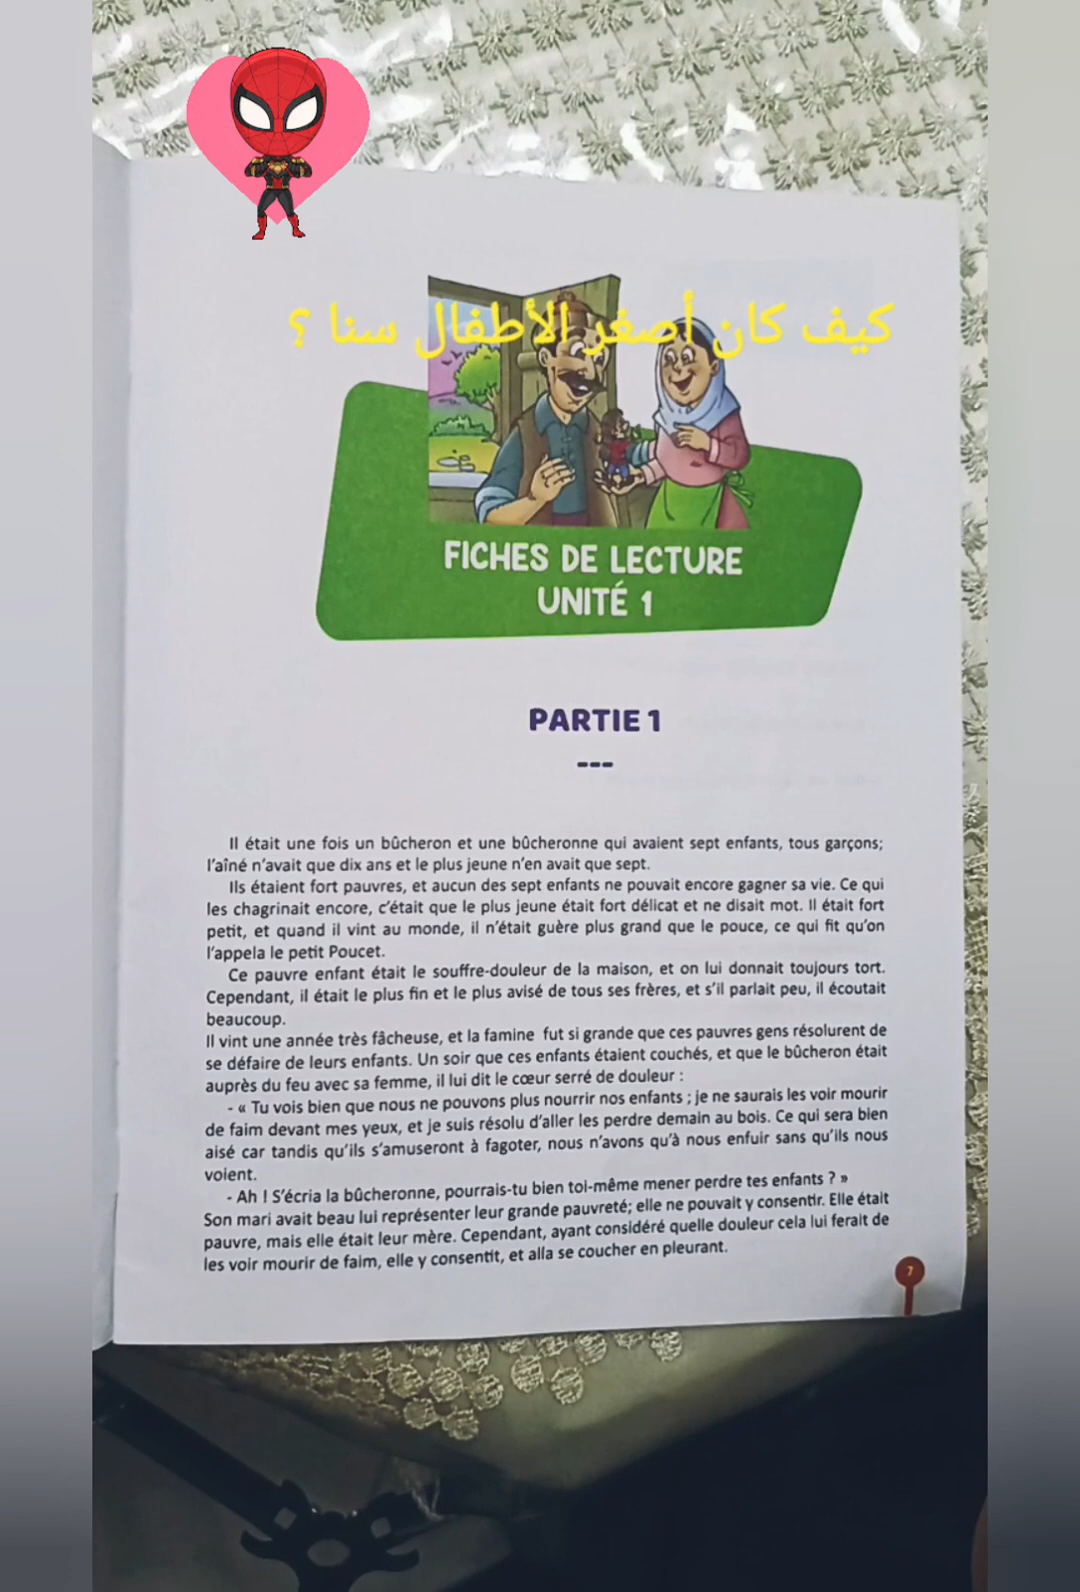 كيف كان أصغر الأطفال سنا ؟
FICHES DE LECTURE
UNITÉ 1
PARTIE 1
---
Il était une fois un bûcheron et une bûcheronne qui avaient sept enfants, tous garçons;
l'aîné n'avait que dix ans et le plus jeune n'en avait que sept.
Ils étaient fort pauvres, et aucun des sept enfants ne pouvait encore gagner sa vie. Ce qui
les chagrinait encore, c'était que le plus jeune était fort délicat et ne disait mot. Il était fort
petit, et quand il vint au monde, il n'était guère plus grand que le pouce, ce qui fit qu'on
l'appela le petit Poucet.
Ce pauvre enfant était le souffre-douleur de la maison, et on lui donnait toujours tort.
Cependant, il était le plus fin et le plus avisé de tous ses frères, et s'il parlait peu, il écoutait
beaucoup.
Il vint une année très fâcheuse, et la famine fut si grande que ces pauvres gens résolurent de
se défaire de leurs enfants. Un soir que ces enfants étaient couchés, et que le bûcheron était
auprès du feu avec sa femme, il lui dit le cœur serré de douleur :
- « Tu vois bien que nous ne pouvons plus nourrir nos enfants ; je ne saurais les voir mourir
de faim devant mes yeux, et je suis résolu d'aller les perdre demain au bois. Ce qui sera bien
aisé car tandis qu'ils s'amuseront à fagoter, nous n'avons qu'à nous enfuir sans qu'ils nous
voient.
- Ah ! S'écria la bûcheronne, pourrais-tu bien toi-même mener perdre tes enfants ? »
Son mari avait beau lui représenter leur grande pauvreté; elle ne pouvait y consentir. Elle était
pauvre, mais elle était leur mère. Cependant, ayant considéré quelle douleur cela lui ferait de
les voir mourir de faim, elle y consentit, et alla se coucher en pleurant.
7